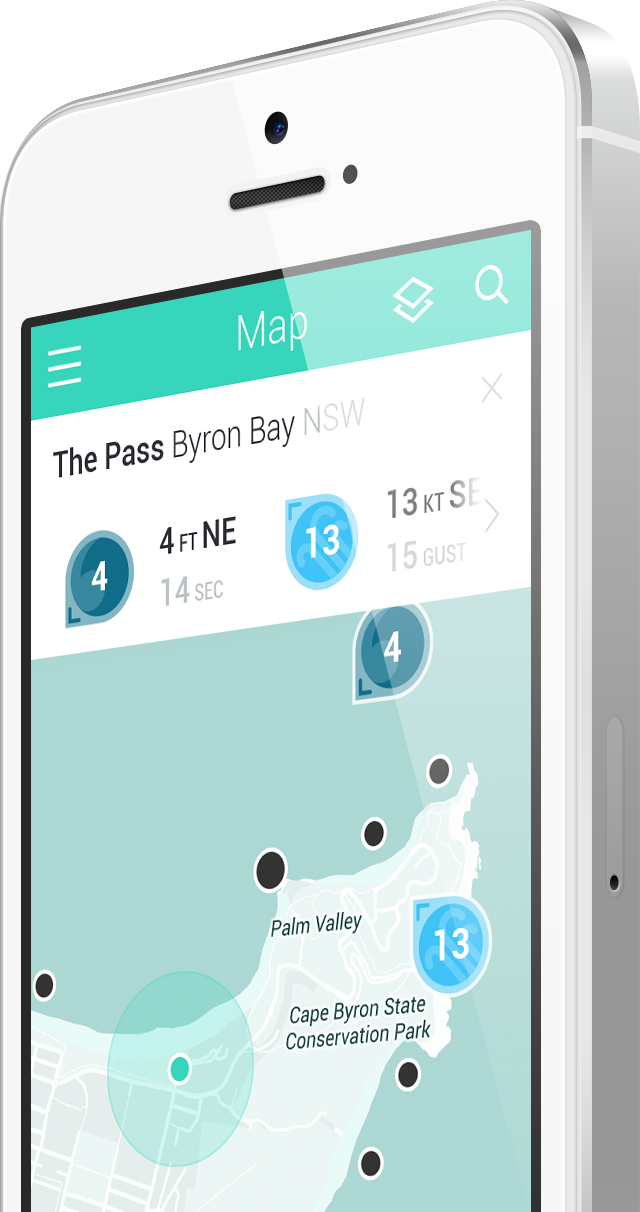 Map
The Pass Byron Bay NSW
4 4 FT NE 13 13 KT SE
14 SEC 15 GUST
4
Palm Valley
13
Cape Byron State
Conservation Park